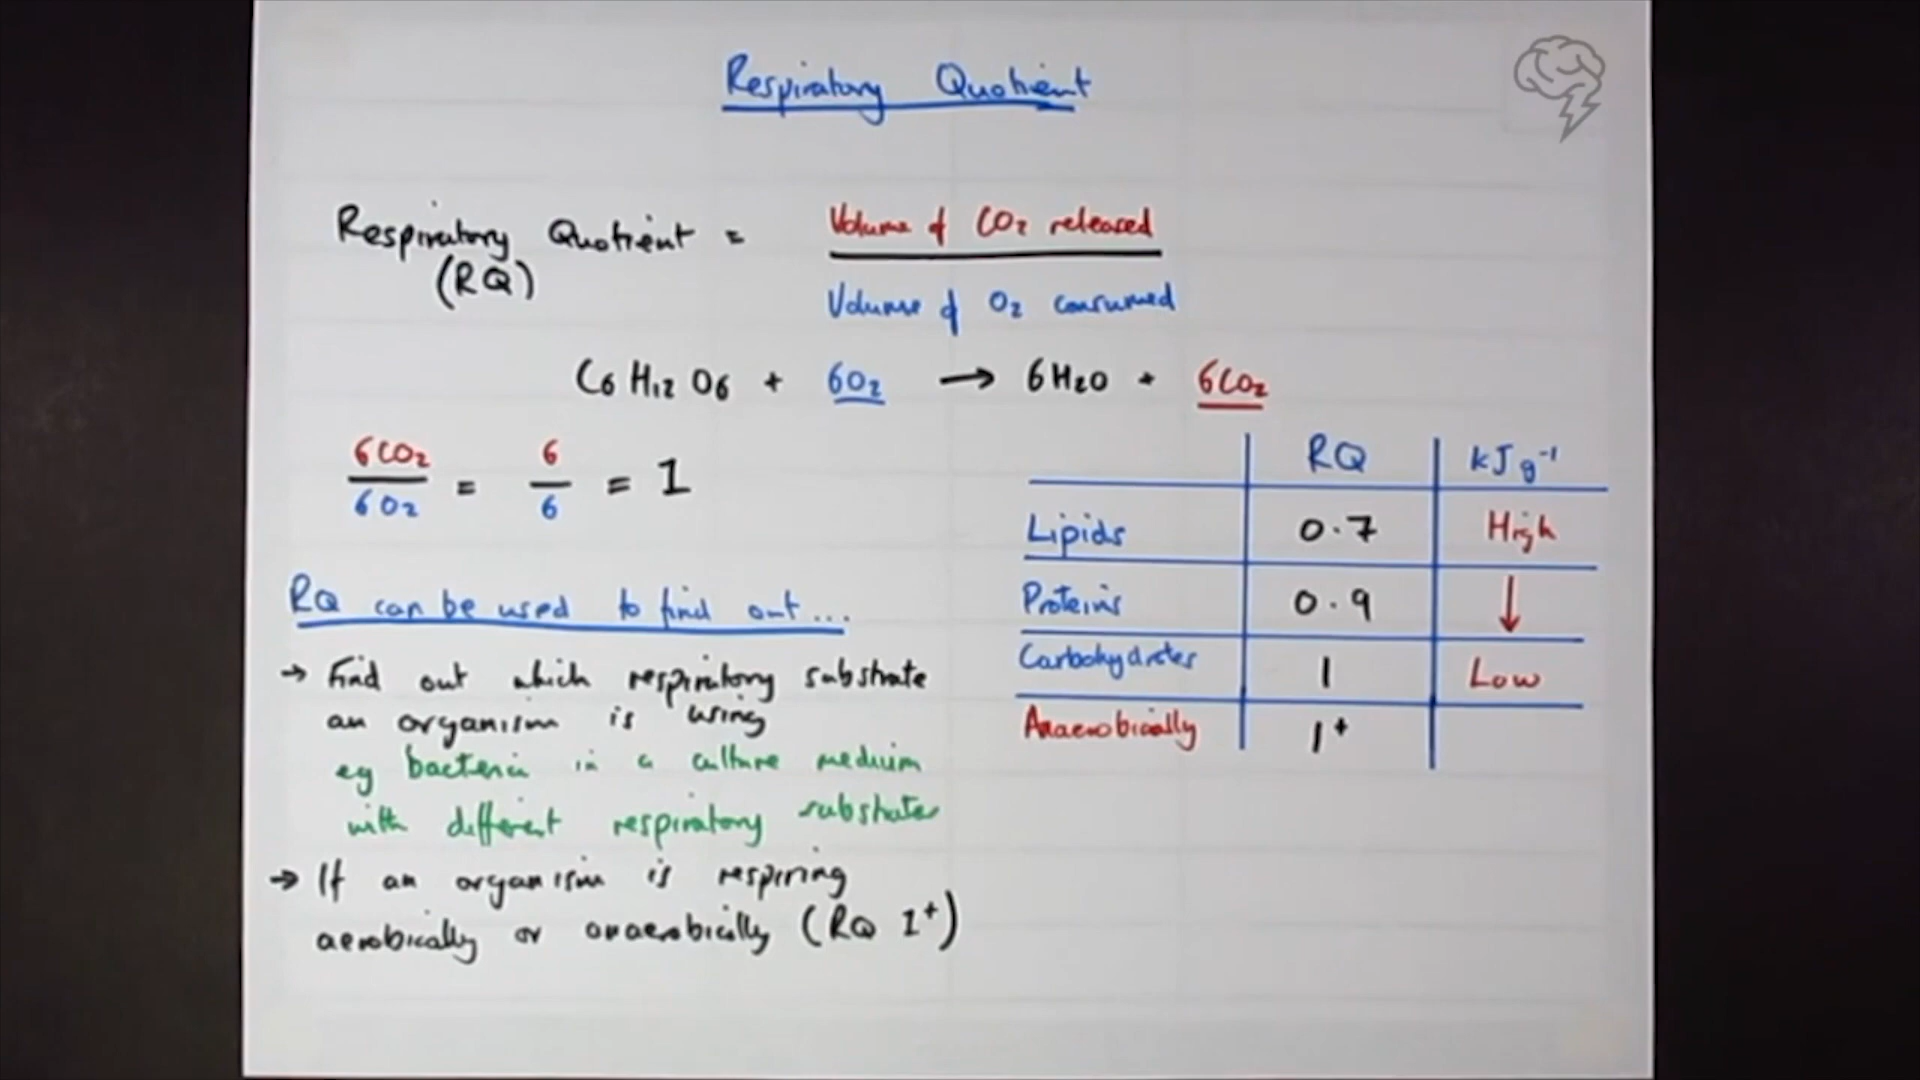 Respiratory Quotient
Respiratory Quotient = Volume of CO₂ released
(RQ) Volume of O₂ consumed
C₆H₁₂O₆ + 6O₂ → 6H₂O + 6CO₂
6CO₂ / 6O₂ = 6 / 6 = 1
RQ can be used to find out...
→ Find out which respiratory substrate
an organism is using
eg bacteria in a culture medium
with different respiratory substrates
→ If an organism is respiring
aerobically or anaerobically (RQ 1⁺)
RQ kJ g⁻¹
Lipids 0.7 High
Proteins 0.9 ↓
Carbohydrates 1 Low
Anaerobically 1⁺